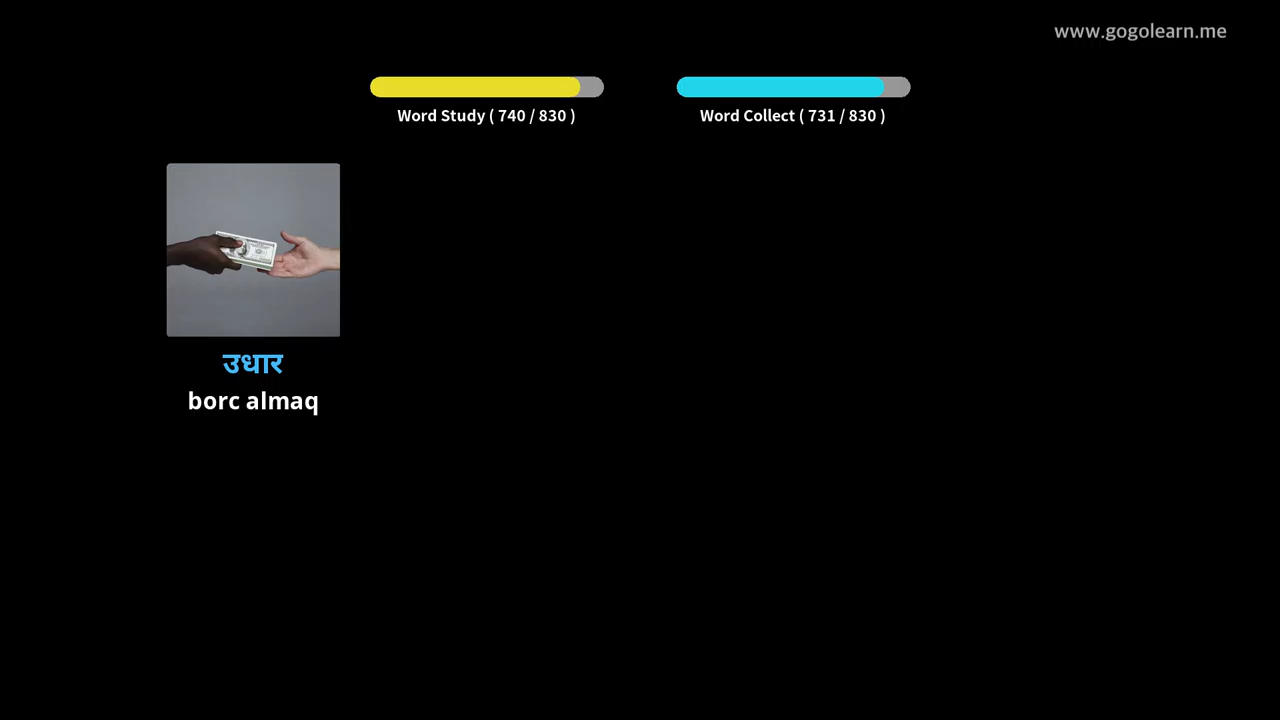 www.gogolearn.me
Word Study ( 740 / 830 )
Word Collect ( 731 / 830 )
उधार
borc almaq